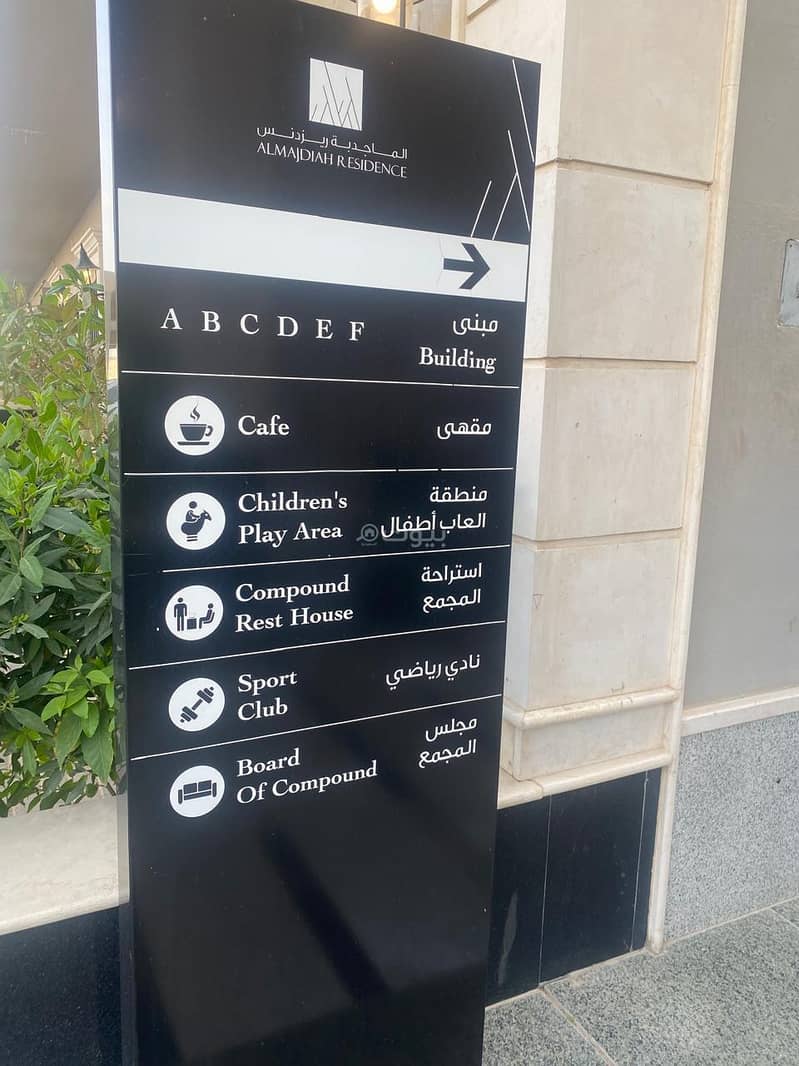 الماجدية ريزدنس
ALMAJDIAH RESIDENCE
A B C D E F
مبنى
Building
Cafe
مقهى
Children's
Play Area
منطقة
العاب أطفال
بيوت
Compound
Rest House
استراحة
المجمع
Sport
Club
نادي رياضي
Board
Of Compound
مجلس
المجمع